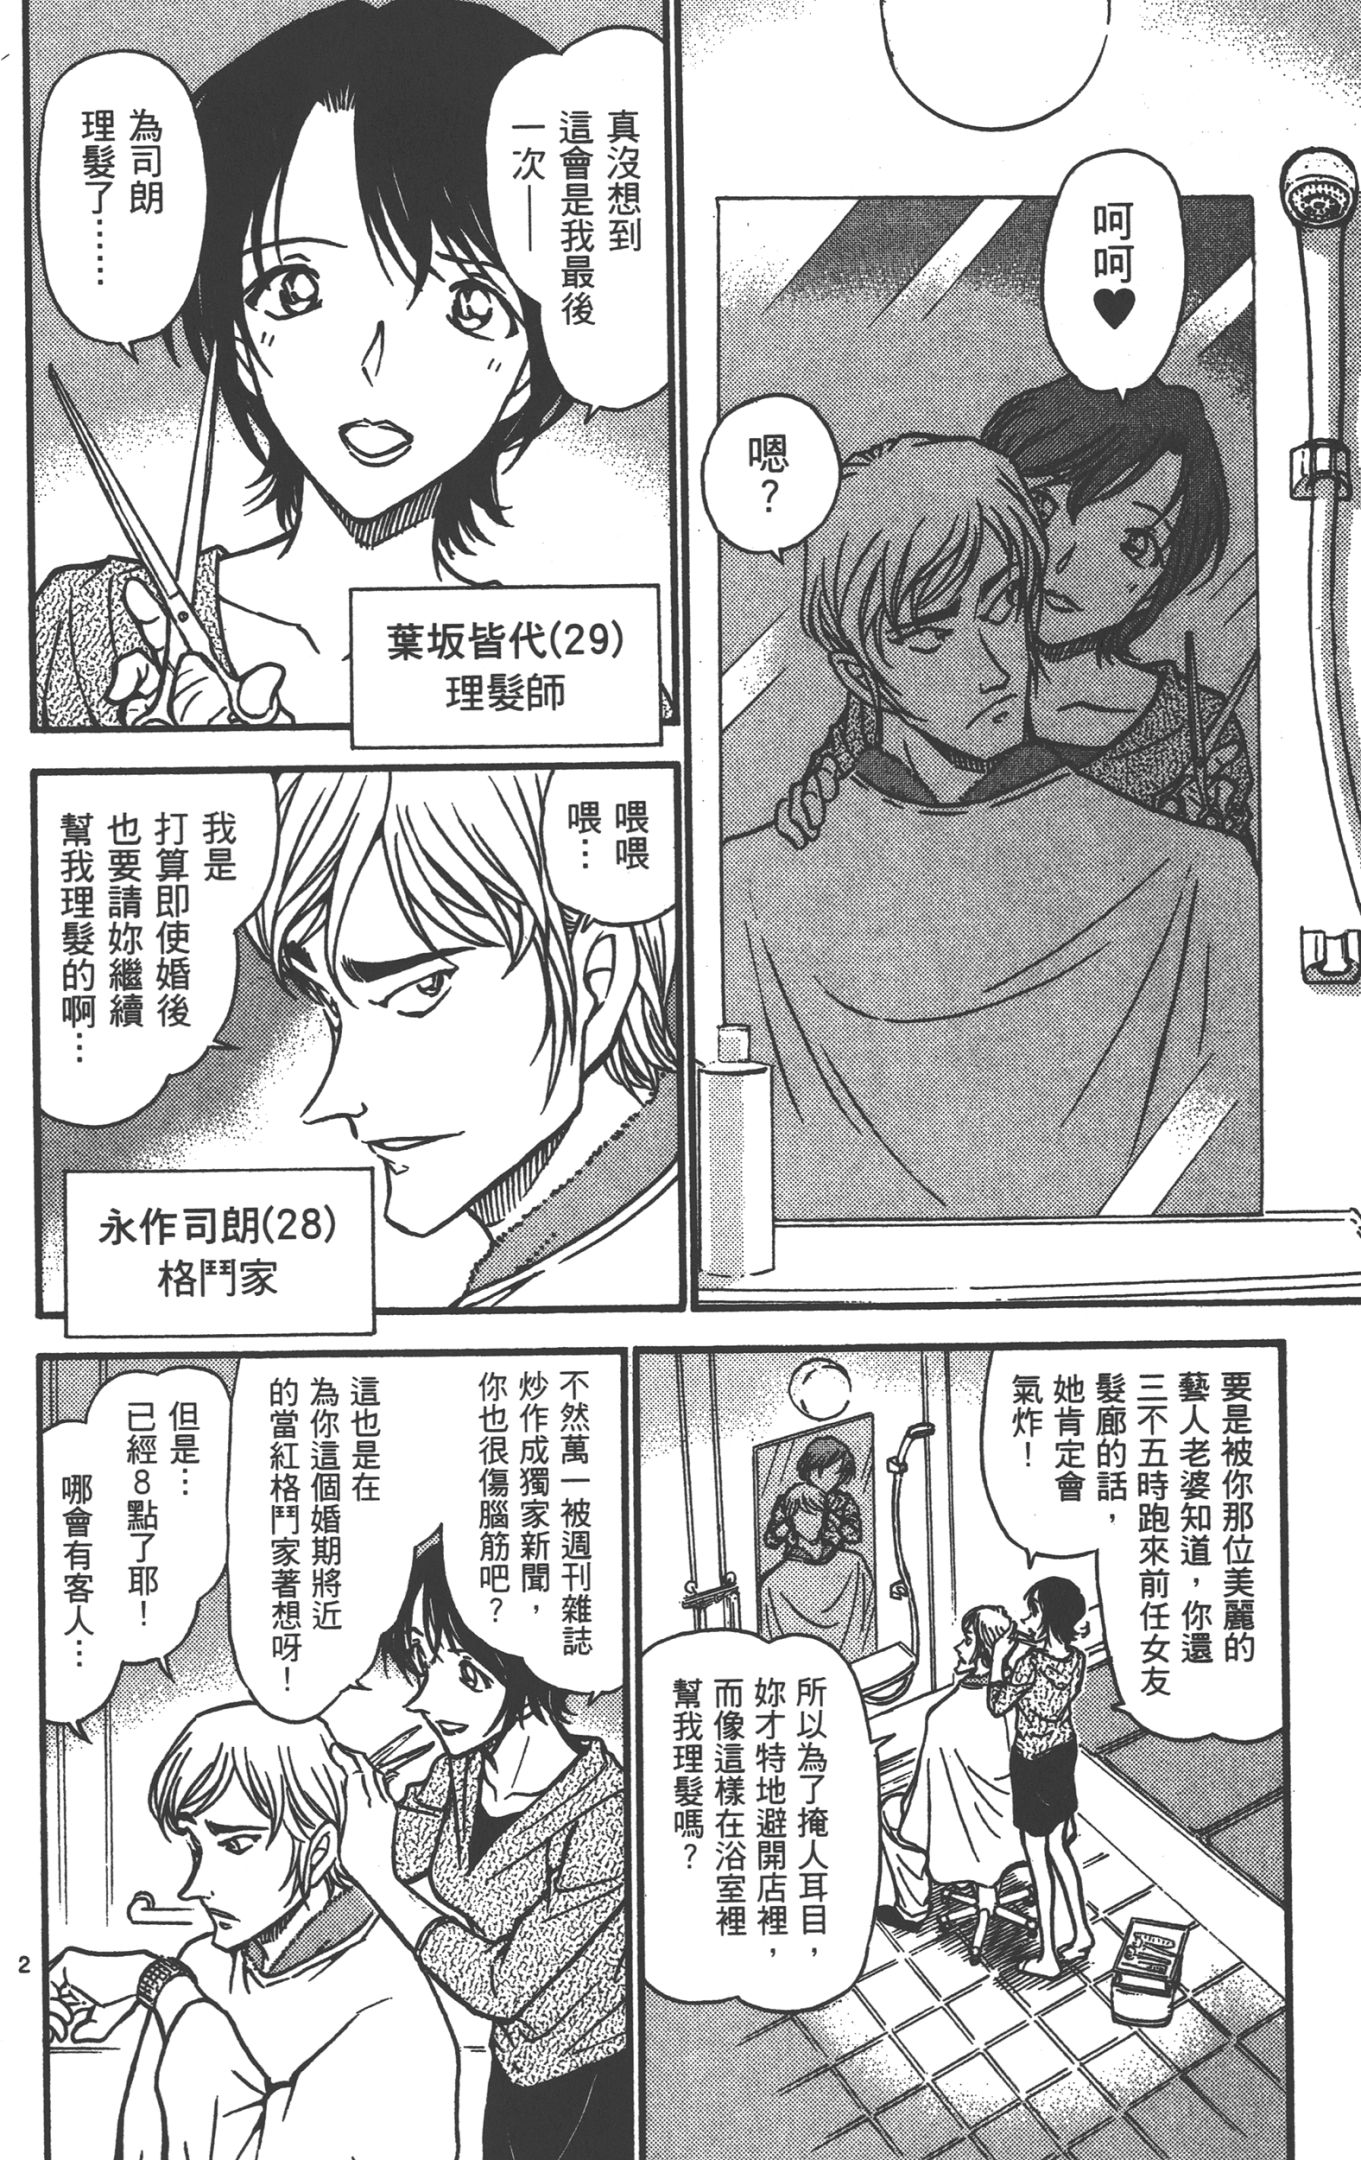 呵呵♥
嗯？
真沒想到
這會是我最後
一次——
為司朗
理髮了……
葉坂皆代(29)
理髮師
喂喂
喂…
我是
打算即使婚後
也要請妳繼續
幫我理髮的啊…
永作司朗(28)
格鬥家
要是被你那位美麗的
藝人老婆知道，你還
三不五時跑來前任女友
髮廊的話，
她肯定會
氣炸！
所以為了掩人耳目，
妳才特地避開店裡，
而像這樣在浴室裡
幫我理髮嗎？
不然萬一被週刊雜誌
炒作成獨家新聞，
你也很傷腦筋吧？
這也是在
為你這個婚期將近
的當紅格鬥家著想呀！
但是…
已經8點了耶！
哪會有客人…
2